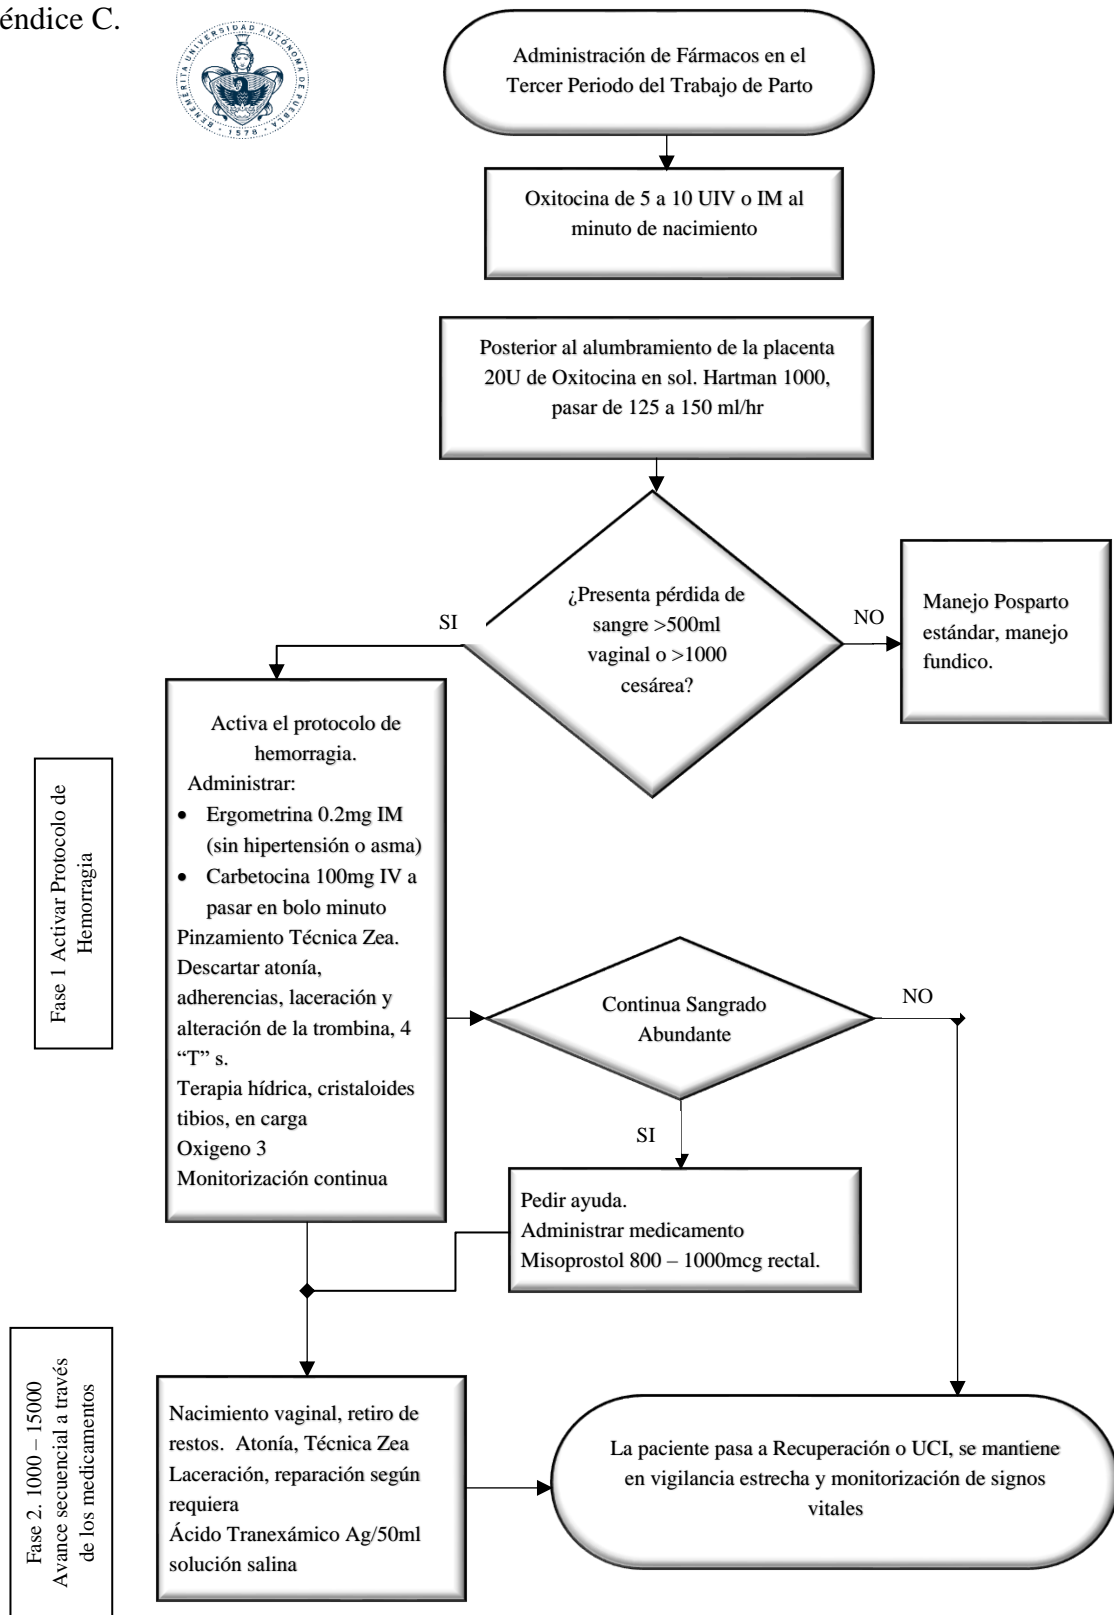 éndice C.
BENEMÉRITA UNIVERSIDAD AUTÓNOMA DE PUEBLA
1578
Administración de Fármacos en el
Tercer Periodo del Trabajo de Parto
Oxitocina de 5 a 10 UIV o IM al
minuto de nacimiento
Posterior al alumbramiento de la placenta
20U de Oxitocina en sol. Hartman 1000,
pasar de 125 a 150 ml/hr
¿Presenta pérdida de
sangre >500ml
vaginal o >1000
cesárea?
SI
NO
Manejo Posparto
estándar, manejo
fundico.
Fase 1 Activar Protocolo de
Hemorragia
Activa el protocolo de
hemorragia.
Administrar:
• Ergometrina 0.2mg IM
(sin hipertensión o asma)
• Carbetocina 100mg IV a
pasar en bolo minuto
Pinzamiento Técnica Zea.
Descartar atonía,
adherencias, laceración y
alteración de la trombina, 4
“T” s.
Terapia hídrica, cristaloides
tibios, en carga
Oxigeno 3
Monitorización continua
Continua Sangrado
Abundante
NO
SI
Pedir ayuda.
Administrar medicamento
Misoprostol 800 – 1000mcg rectal.
Fase 2. 1000 – 15000
Avance secuencial a través
de los medicamentos
Nacimiento vaginal, retiro de
restos. Atonía, Técnica Zea
Laceración, reparación según
requiera
Ácido Tranexámico Ag/50ml
solución salina
La paciente pasa a Recuperación o UCI, se mantiene
en vigilancia estrecha y monitorización de signos
vitales